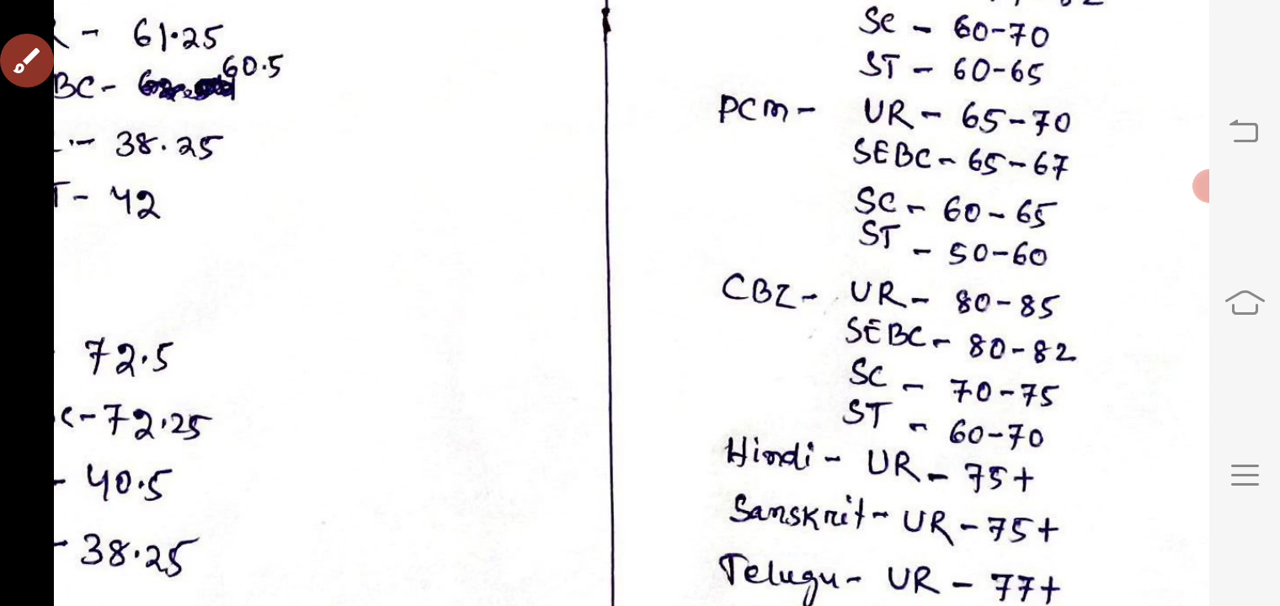 61.25
BC - 60.5
- 38.25
T - 42
72.5
- 72.25
- 40.5
- 38.25
SC - 60-70
ST - 60-65
PCM - UR - 65-70
SEBC - 65-67
SC - 60-65
ST - 50-60
CBZ - UR - 80-85
SEBC - 80-82
SC - 70-75
ST - 60-70
Hindi - UR - 75+
Sanskrit - UR - 75+
Telugu - UR - 77+